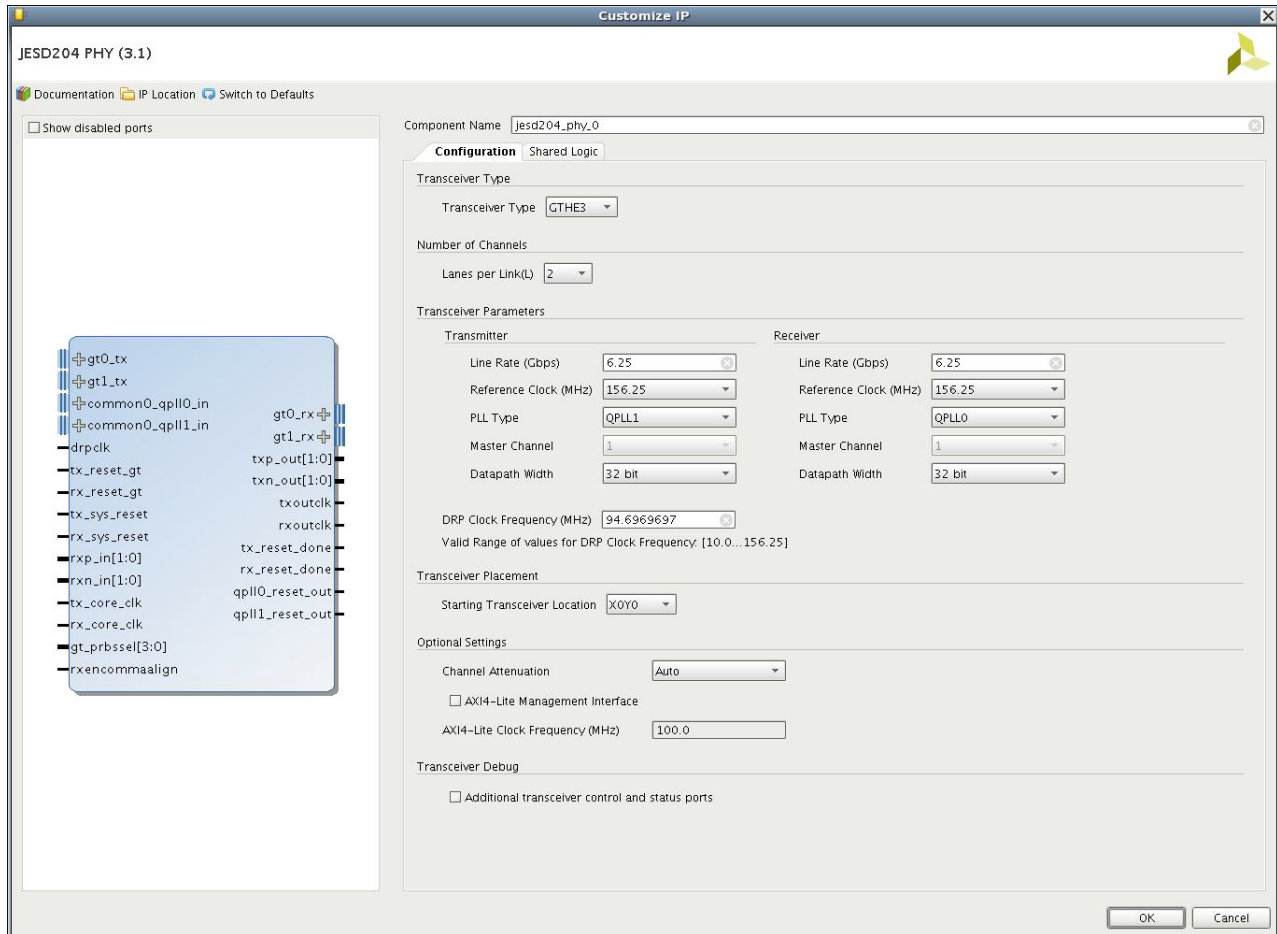 Customize IP
JESD204 PHY (3.1)
Documentation IP Location Switch to Defaults
Show disabled ports
gt0_tx
gt1_tx
common0_qpll0_in
common0_qpll1_in
drpclk
tx_reset_gt
rx_reset_gt
tx_sys_reset
rx_sys_reset
rxp_in[1:0]
rxn_in[1:0]
tx_core_clk
rx_core_clk
gt_prbssel[3:0]
rxencommaalign
gt0_rx
gt1_rx
txp_out[1:0]
txn_out[1:0]
txoutclk
rxoutclk
tx_reset_done
rx_reset_done
qpll0_reset_out
qpll1_reset_out
Component Name jesd204_phy_0
Configuration Shared Logic
Transceiver Type
Transceiver Type GTHE3
Number of Channels
Lanes per Link(L) 2
Transceiver Parameters
Transmitter Receiver
Line Rate (Gbps) 6.25 Line Rate (Gbps) 6.25
Reference Clock (MHz) 156.25 Reference Clock (MHz) 156.25
PLL Type QPLL1 PLL Type QPLL0
Master Channel 1 Master Channel 1
Datapath Width 32 bit Datapath Width 32 bit
DRP Clock Frequency (MHz) 94.6969697
Valid Range of values for DRP Clock Frequency: [10.0...156.25]
Transceiver Placement
Starting Transceiver Location X0Y0
Optional Settings
Channel Attenuation Auto
AXI4-Lite Management Interface
AXI4-Lite Clock Frequency (MHz) 100.0
Transceiver Debug
Additional transceiver control and status ports
OK Cancel